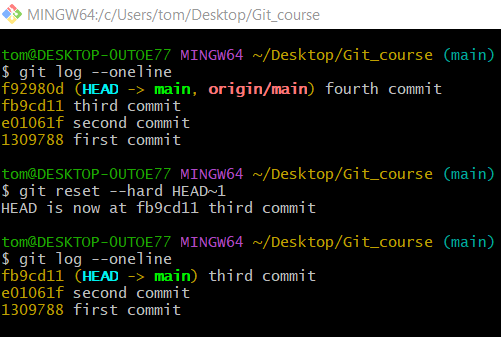 MINGW64:/c/Users/tom/Desktop/Git_course
tom@DESKTOP-OUTOE77 MINGW64 ~/Desktop/Git_course (main)
$ git log --oneline
f92980d (HEAD -> main, origin/main) fourth commit
fb9cd11 third commit
e01061f second commit
1309788 first commit
tom@DESKTOP-OUTOE77 MINGW64 ~/Desktop/Git_course (main)
$ git reset --hard HEAD~1
HEAD is now at fb9cd11 third commit
tom@DESKTOP-OUTOE77 MINGW64 ~/Desktop/Git_course (main)
$ git log --oneline
fb9cd11 (HEAD -> main) third commit
e01061f second commit
1309788 first commit